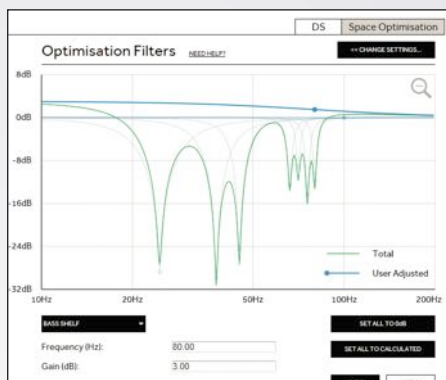 DS Space Optimisation
Optimisation Filters NEED HELP? << CHANGE SETTINGS...
8dB
0dB
-8dB
-16dB
-24dB
-32dB
Total
User Adjusted
10Hz 20Hz 50Hz 100Hz 200Hz
BASS SHELF SET ALL TO 0dB
Frequency (Hz): 80.00 SET ALL TO CALCULATED
Gain (dB): 3.00